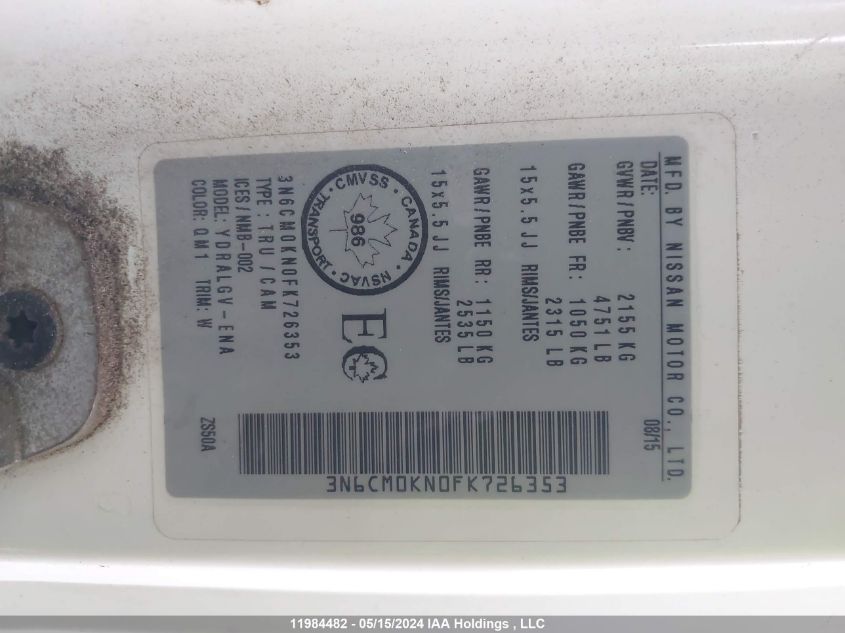 MFD. BY NISSAN MOTOR CO., LTD.
DATE: 08/15
GVWR/PNBV: 2155 KG
4751 LB
GAWR/PNBE FR: 1050 KG
2315 LB
15x5.5JJ RIMS/JANTES
GAWR/PNBE RR: 1150 KG
2535 LB
15x5.5JJ RIMS/JANTES
CMVSS · CANADA · NSVAC · TRANSPORT ·
986
EC
3N6CM0KN0FK726353
TYPE: TRU/CAM
ICES/NMB-002
MODEL: YDRALGV-ENA
COLOR: QM1 TRIM: W
ZS50A
3N6CM0KN0FK726353
11984482 - 05/15/2024 IAA Holdings , LLC